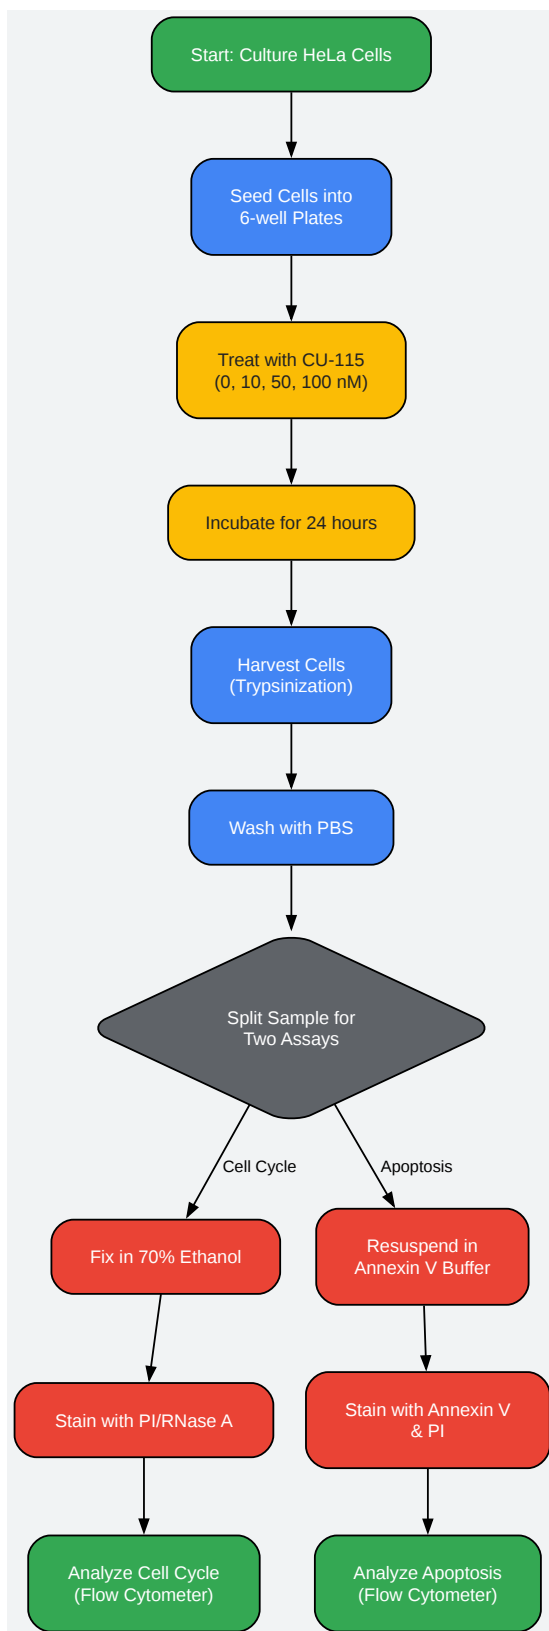 Start: Culture HeLa Cells
Seed Cells into
6-well Plates
Treat with CU-115
(0, 10, 50, 100 nM)
Incubate for 24 hours
Harvest Cells
(Trypsinization)
Wash with PBS
Split Sample for
Two Assays
Cell Cycle
Apoptosis
Fix in 70% Ethanol
Resuspend in
Annexin V Buffer
Stain with PI/RNase A
Stain with Annexin V
& PI
Analyze Cell Cycle
(Flow Cytometer)
Analyze Apoptosis
(Flow Cytometer)